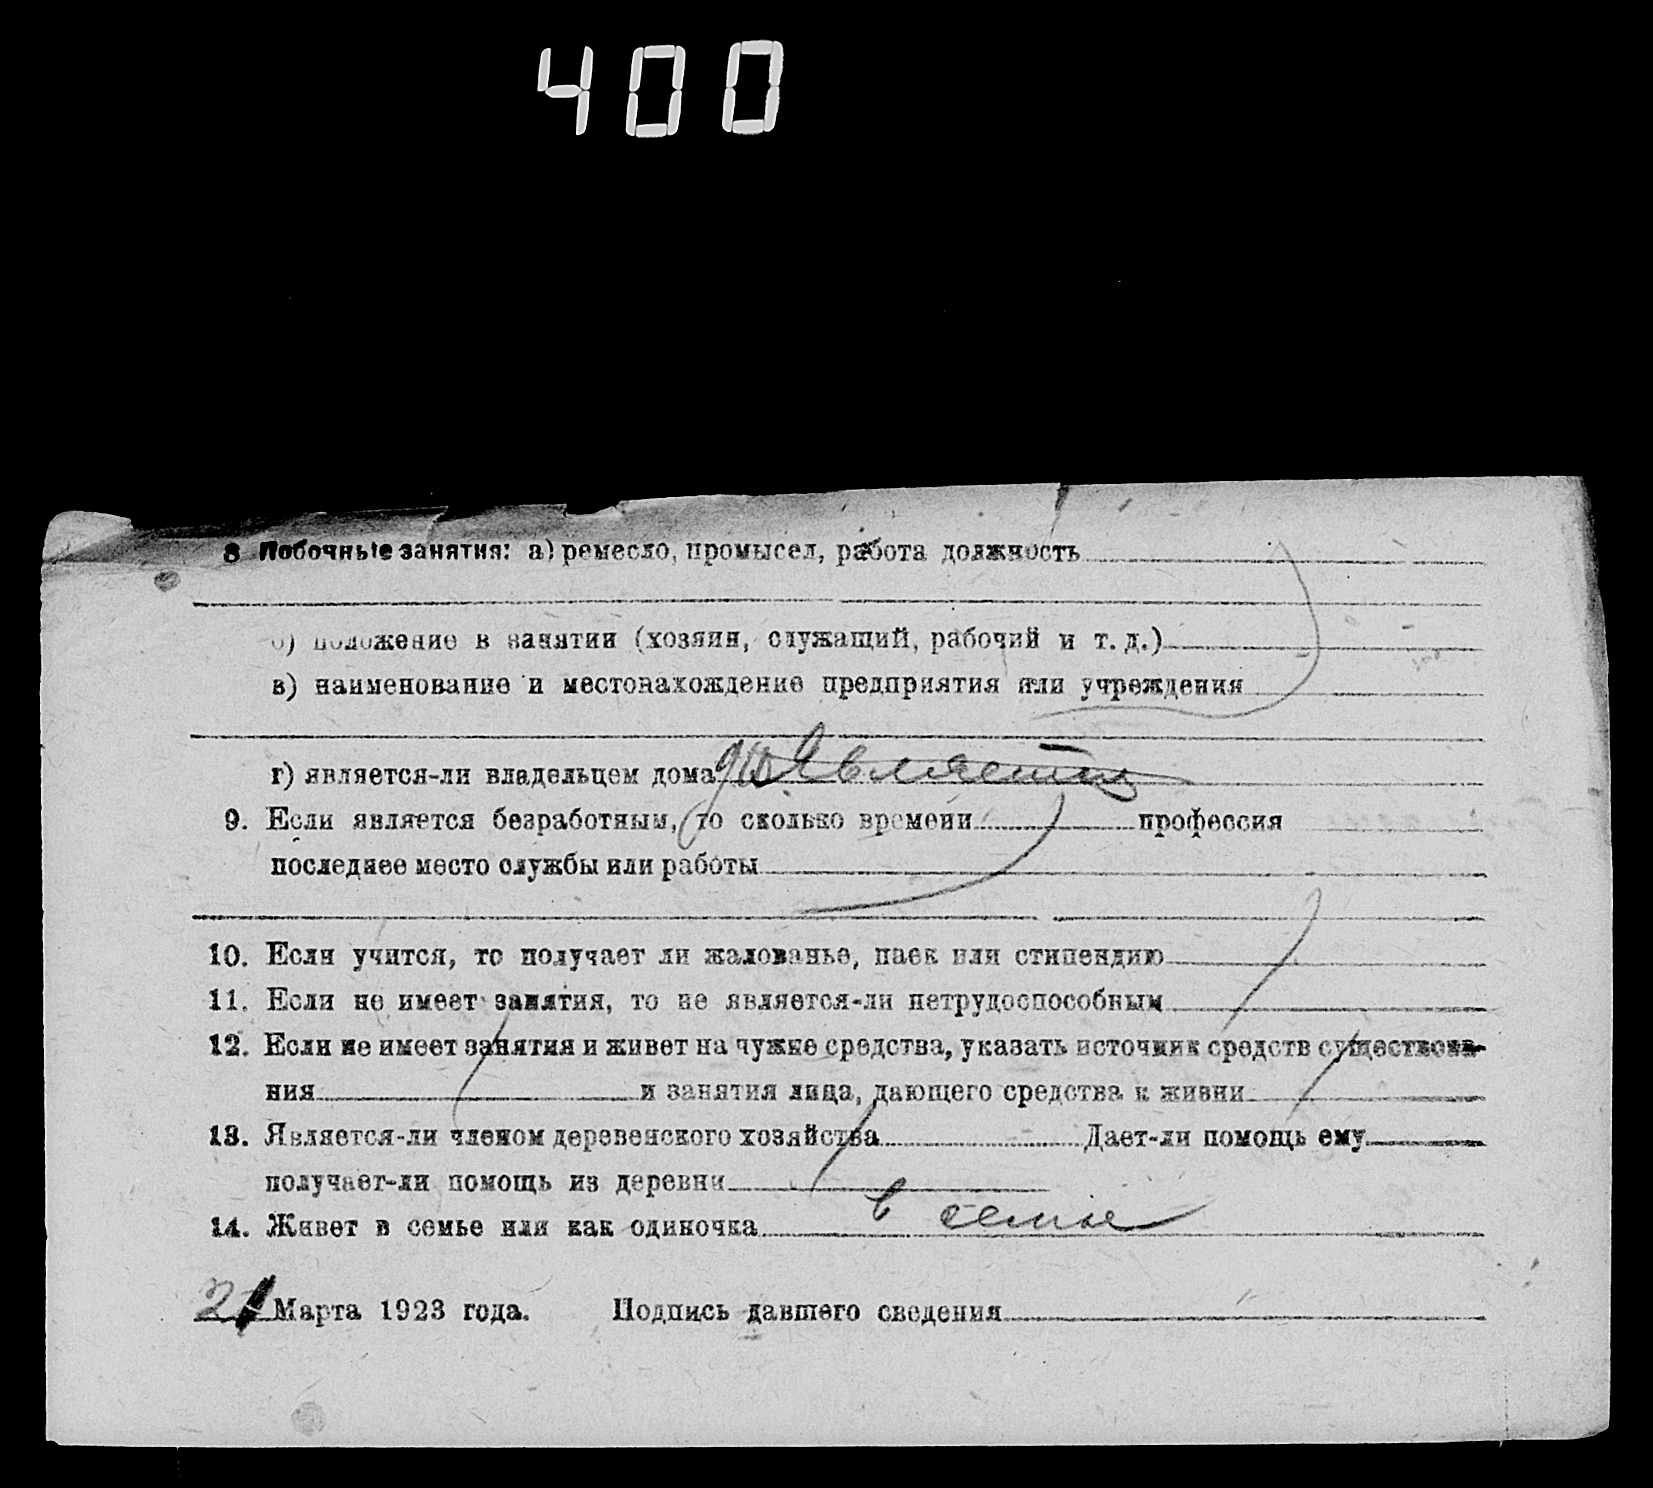 400
8 Побочные занятия: а) ремесло, промысел, работа должность
б) положение в занятии (хозяин, служащий, рабочий и т. д.)
в) наименование и местонахождение предприятия или учреждения
г) является-ли владельцем дома да Является
9. Если является безработным, то сколько времени профессия
последнее место службы или работы
10. Если учится, то получает ли жалованье, паек или стипендию
11. Если не имеет занятия, то не является-ли нетрудоспособным
12. Если не имеет занятия и живет на чужие средства, указать источник средств существова-
ния и занятия лица, дающего средства к жизни
13. Является-ли членом деревенского хозяйства Дает-ли помощь ему
получает-ли помощь из деревни
14. Живет в семье или как одиночка в семье
21 Марта 1923 года. Подпись давшего сведения